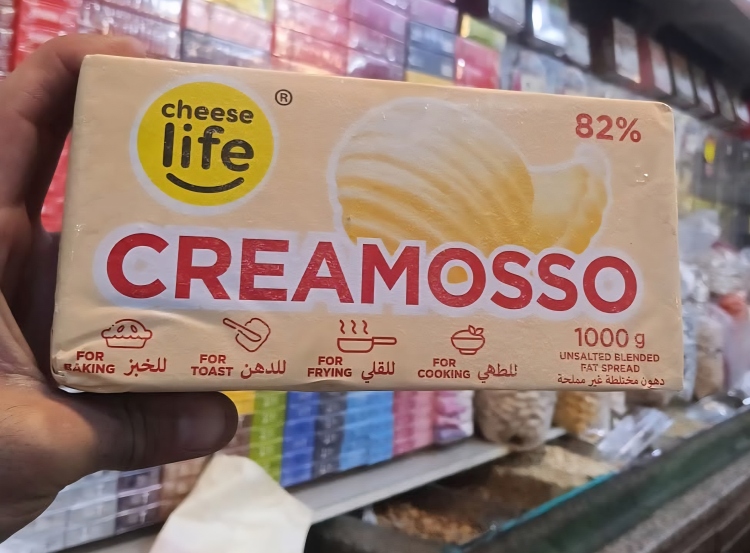 cheese
life
®
82%
CREAMOSSO
FOR
BAKING للخبز
FOR
TOAST للدهن
FOR
FRYING للقلي
FOR
COOKING للطهي
1000 g
UNSALTED BLENDED
FAT SPREAD
دهون مختلطة غير مملحة